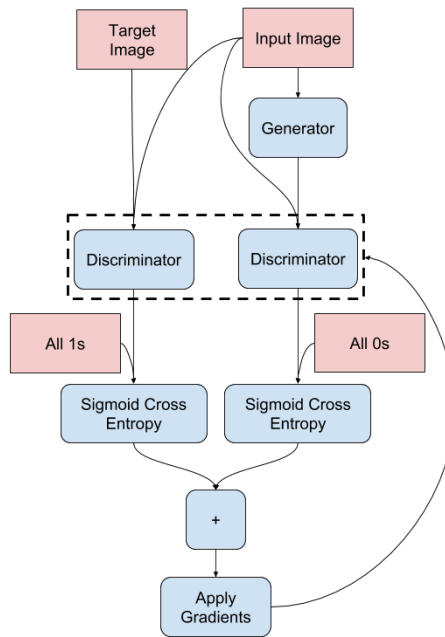 Target
Image
Input Image
Generator
Discriminator
Discriminator
All 1s
All 0s
Sigmoid Cross
Entropy
Sigmoid Cross
Entropy
+
Apply
Gradients